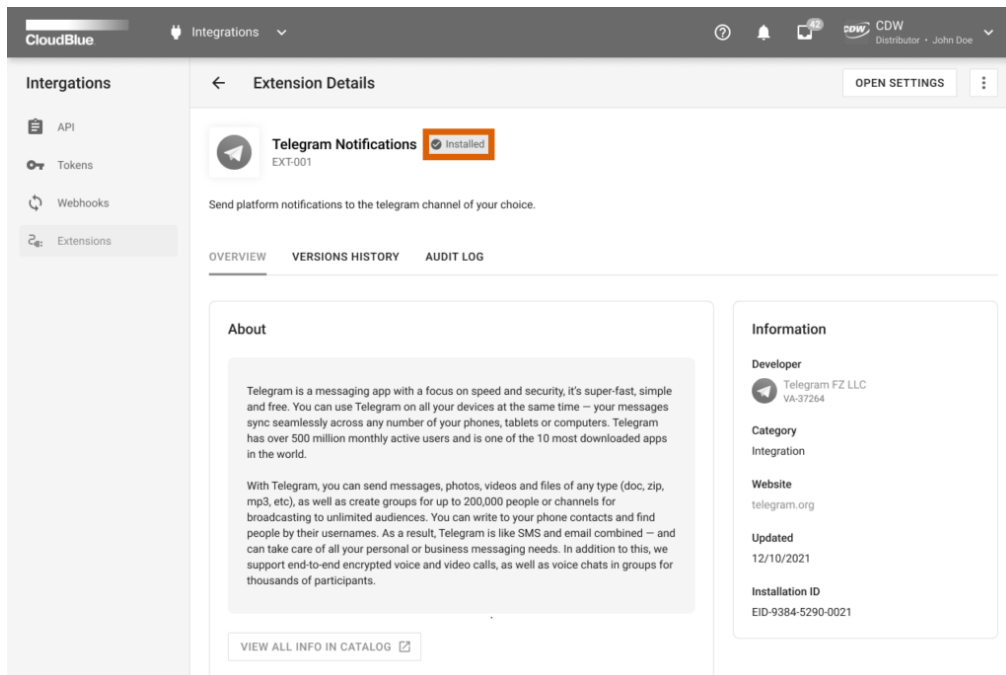 CloudBlue
Integrations
42
CDW
CDW
Distributor • John Doe
Intergations
API
Tokens
Webhooks
Extensions
Extension Details
OPEN SETTINGS
Telegram Notifications
Installed
EXT-001
Send platform notifications to the telegram channel of your choice.
OVERVIEW
VERSIONS HISTORY
AUDIT LOG
About
Telegram is a messaging app with a focus on speed and security, it's super-fast, simple
and free. You can use Telegram on all your devices at the same time — your messages
sync seamlessly across any number of your phones, tablets or computers. Telegram
has over 500 million monthly active users and is one of the 10 most downloaded apps
in the world.
With Telegram, you can send messages, photos, videos and files of any type (doc, zip,
mp3, etc), as well as create groups for up to 200,000 people or channels for
broadcasting to unlimited audiences. You can write to your phone contacts and find
people by their usernames. As a result, Telegram is like SMS and email combined — and
can take care of all your personal or business messaging needs. In addition to this, we
support end-to-end encrypted voice and video calls, as well as voice chats in groups for
thousands of participants.
VIEW ALL INFO IN CATALOG
Information
Developer
Telegram FZ LLC
VA-37264
Category
Integration
Website
telegram.org
Updated
12/10/2021
Installation ID
EID-9384-5290-0021